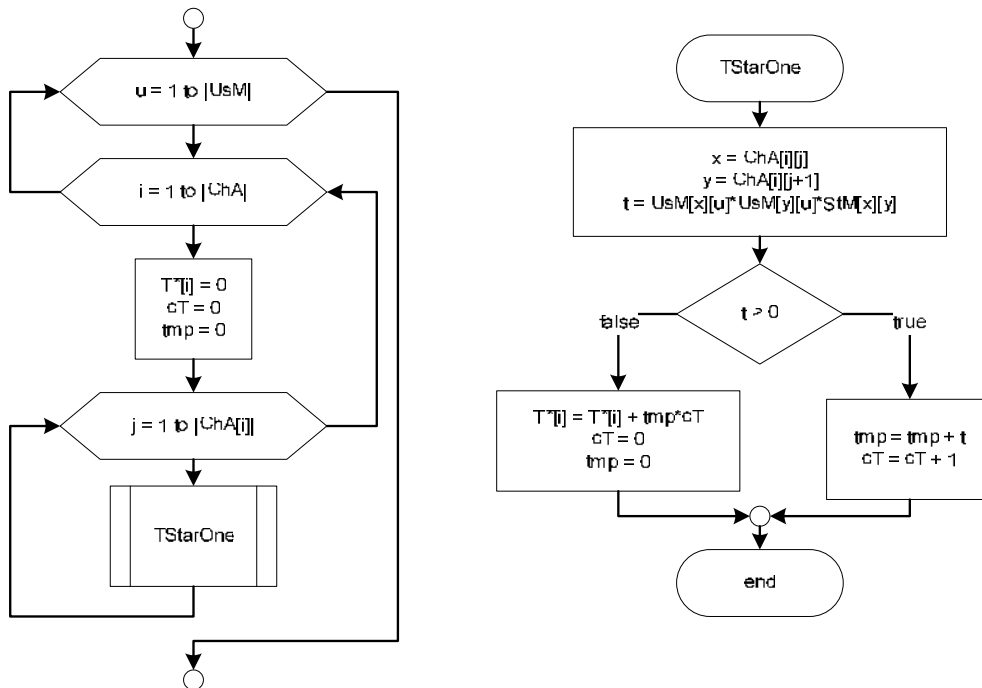 u = 1 to |UsM|
i = 1 to |ChA|
T*[i] = 0
cT = 0
tmp = 0
j = 1 to |ChA[i]|
TStarOne
TStarOne
x = ChA[i][j]
y = ChA[i][j+1]
t = UsM[x][u]*UsM[y][u]*StM[x][y]
t > 0
false
true
T*[i] = T*[i] + tmp*cT
cT = 0
tmp = 0
tmp = tmp + t
cT = cT + 1
end